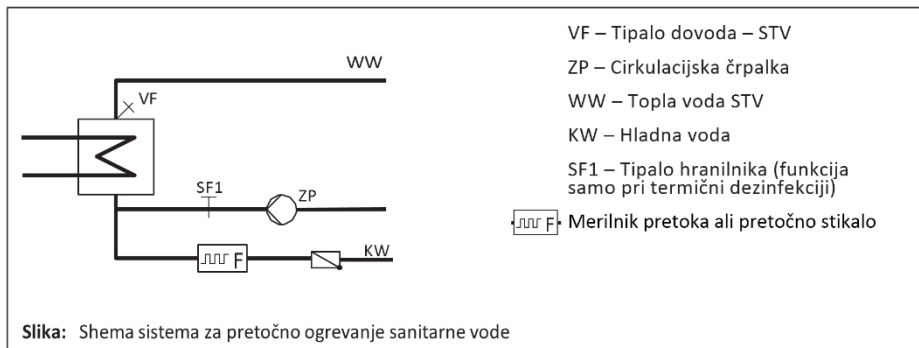 WW
VF
SF1
ZP
F
KW
VF – Tipalo dovoda – STV
ZP – Cirkulacijska črpalka
WW – Topla voda STV
KW – Hladna voda
SF1 – Tipalo hranilnika (funkcija
samo pri termični dezinfekciji)
F Merilnik pretoka ali pretočno stikalo
Slika: Shema sistema za pretočno ogrevanje sanitarne vode